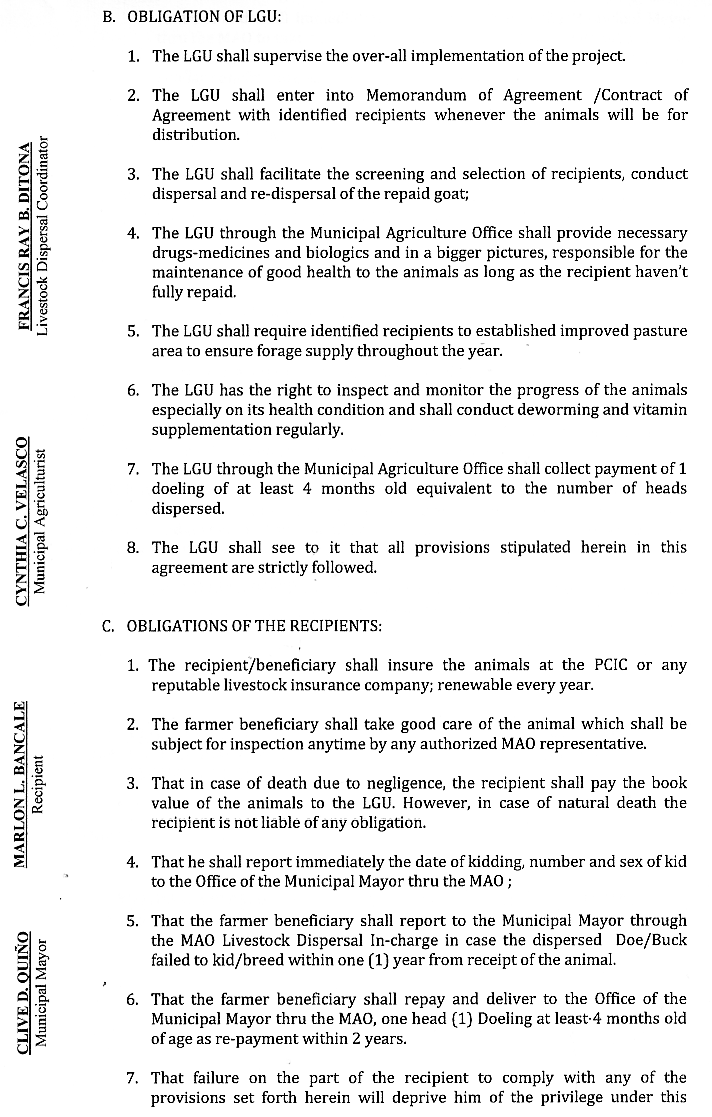 B. OBLIGATION OF LGU:
1. The LGU shall supervise the over-all implementation of the project.
2. The LGU shall enter into Memorandum of Agreement /Contract of
Agreement with identified recipients whenever the animals will be for
distribution.
3. The LGU shall facilitate the screening and selection of recipients, conduct
dispersal and re-dispersal of the repaid goat;
4. The LGU through the Municipal Agriculture Office shall provide necessary
drugs-medicines and biologics and in a bigger pictures, responsible for the
maintenance of good health to the animals as long as the recipient haven't
fully repaid.
5. The LGU shall require identified recipients to established improved pasture
area to ensure forage supply throughout the year.
6. The LGU has the right to inspect and monitor the progress of the animals
especially on its health condition and shall conduct deworming and vitamin
supplementation regularly.
7. The LGU through the Municipal Agriculture Office shall collect payment of 1
doeling of at least 4 months old equivalent to the number of heads
dispersed.
8. The LGU shall see to it that all provisions stipulated herein in this
agreement are strictly followed.
C. OBLIGATIONS OF THE RECIPIENTS:
1. The recipient/beneficiary shall insure the animals at the PCIC or any
reputable livestock insurance company; renewable every year.
2. The farmer beneficiary shall take good care of the animal which shall be
subject for inspection anytime by any authorized MAO representative.
3. That in case of death due to negligence, the recipient shall pay the book
value of the animals to the LGU. However, in case of natural death the
recipient is not liable of any obligation.
4. That he shall report immediately the date of kidding, number and sex of kid
to the Office of the Municipal Mayor thru the MAO ;
5. That the farmer beneficiary shall report to the Municipal Mayor through
the MAO Livestock Dispersal In-charge in case the dispersed Doe/Buck
failed to kid/breed within one (1) year from receipt of the animal.
6. That the farmer beneficiary shall repay and deliver to the Office of the
Municipal Mayor thru the MAO, one head (1) Doeling at least 4 months old
of age as re-payment within 2 years.
7. That failure on the part of the recipient to comply with any of the
provisions set forth herein will deprive him of the privilege under this
FRANCIS RAY B. DITONA
Livestock Dispersal Coordinator
CYNTHIA C. VELASCO
Municipal Agriculturist
MARLON L. BANCALE
Recipient
CLIVE D. QUIÑO
Municipal Mayor